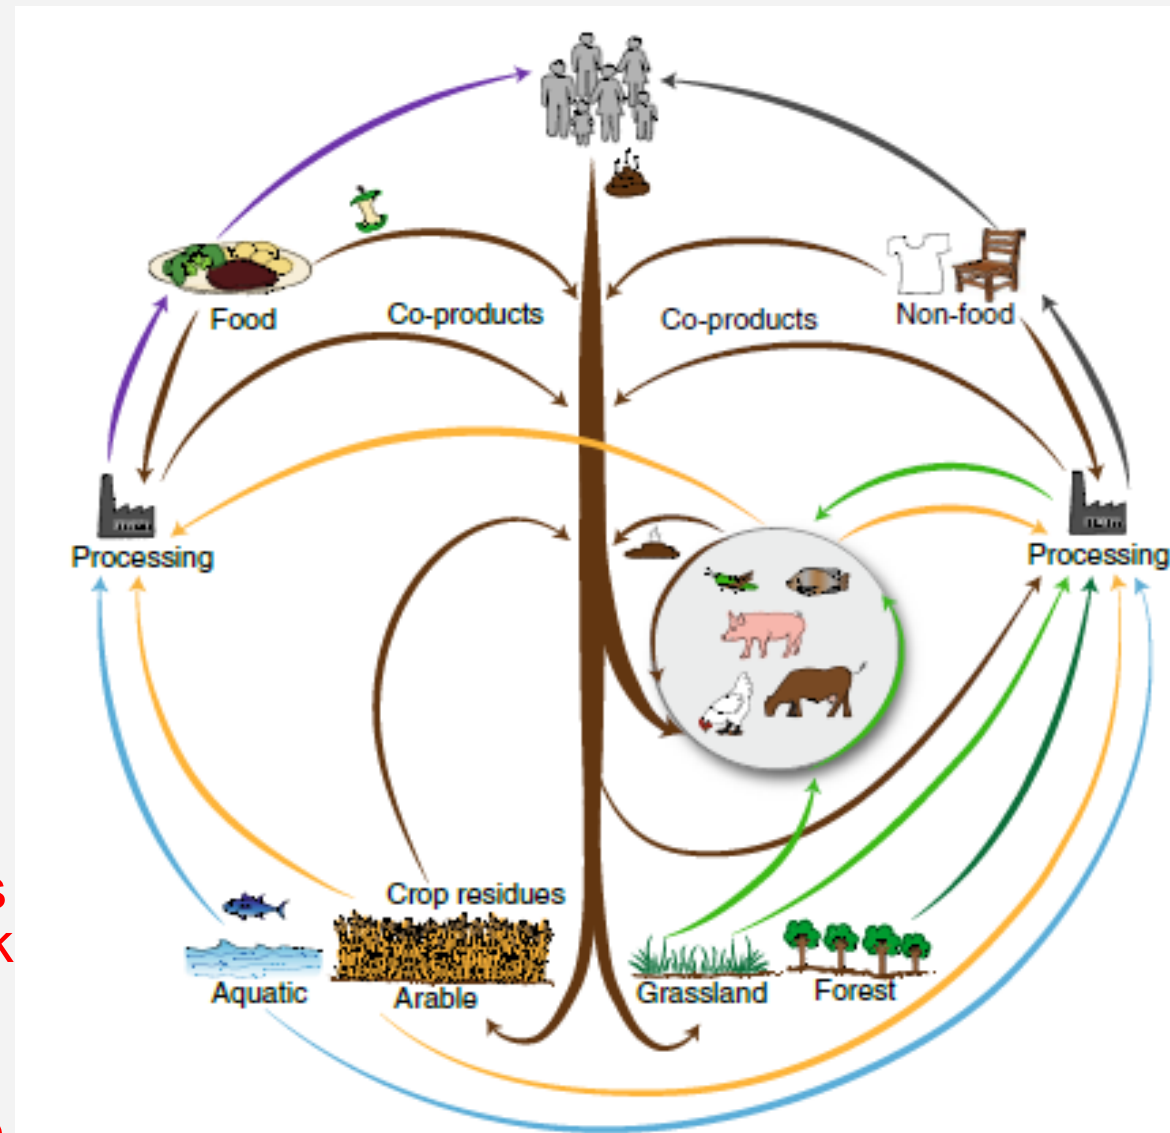 Food
Co-products
Co-products
Non-food
Processing
Processing
Crop residues
Aquatic
Arable
Grassland
Forest
s
k